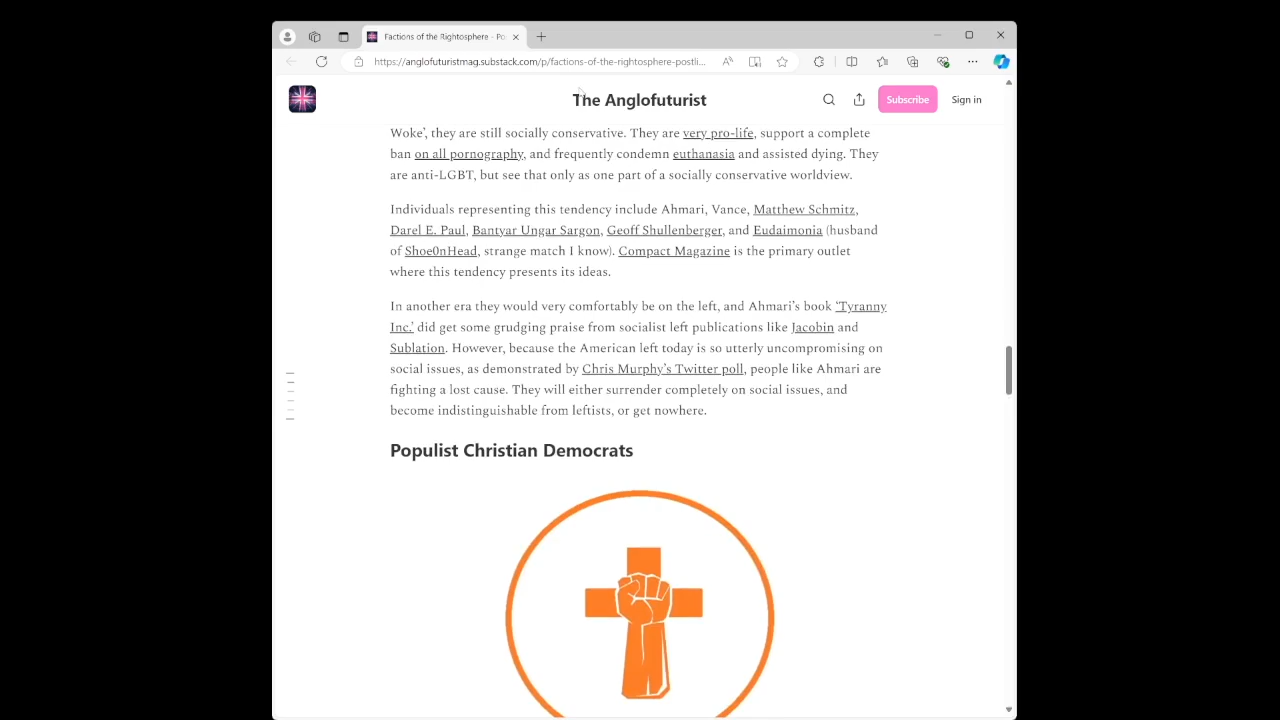 Factions of the Rightosphere - Po
https://anglofuturistmag.substack.com/p/factions-of-the-rightosphere-postli...
The Anglofuturist
Subscribe
Sign in
Woke’, they are still socially conservative. They are very pro-life, support a complete
ban on all pornography, and frequently condemn euthanasia and assisted dying. They
are anti-LGBT, but see that only as one part of a socially conservative worldview.
Individuals representing this tendency include Ahmari, Vance, Matthew Schmitz,
Darel E. Paul, Bantyar Ungar Sargon, Geoff Shullenberger, and Eudaimonia (husband
of Shoe0nHead, strange match I know). Compact Magazine is the primary outlet
where this tendency presents its ideas.
In another era they would very comfortably be on the left, and Ahmari’s book ‘Tyranny
Inc.’ did get some grudging praise from socialist left publications like Jacobin and
Sublation. However, because the American left today is so utterly uncompromising on
social issues, as demonstrated by Chris Murphy’s Twitter poll, people like Ahmari are
fighting a lost cause. They will either surrender completely on social issues, and
become indistinguishable from leftists, or get nowhere.
Populist Christian Democrats